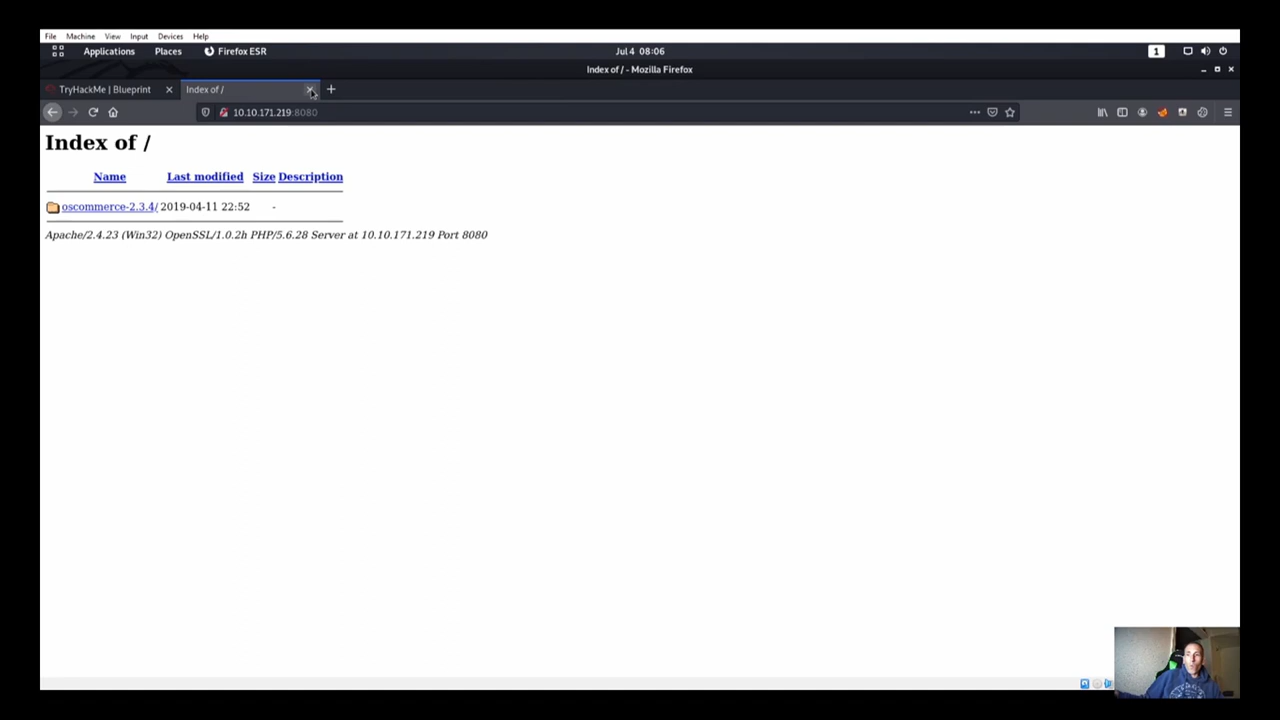 File Machine View Input Devices Help
Applications Places Firefox ESR Jul 4 08:06 1
Index of / - Mozilla Firefox
TryHackMe | Blueprint Index of /
10.10.171.219:8080
Index of /
Name Last modified Size Description
oscommerce-2.3.4/ 2019-04-11 22:52 -
Apache/2.4.23 (Win32) OpenSSL/1.0.2h PHP/5.6.28 Server at 10.10.171.219 Port 8080